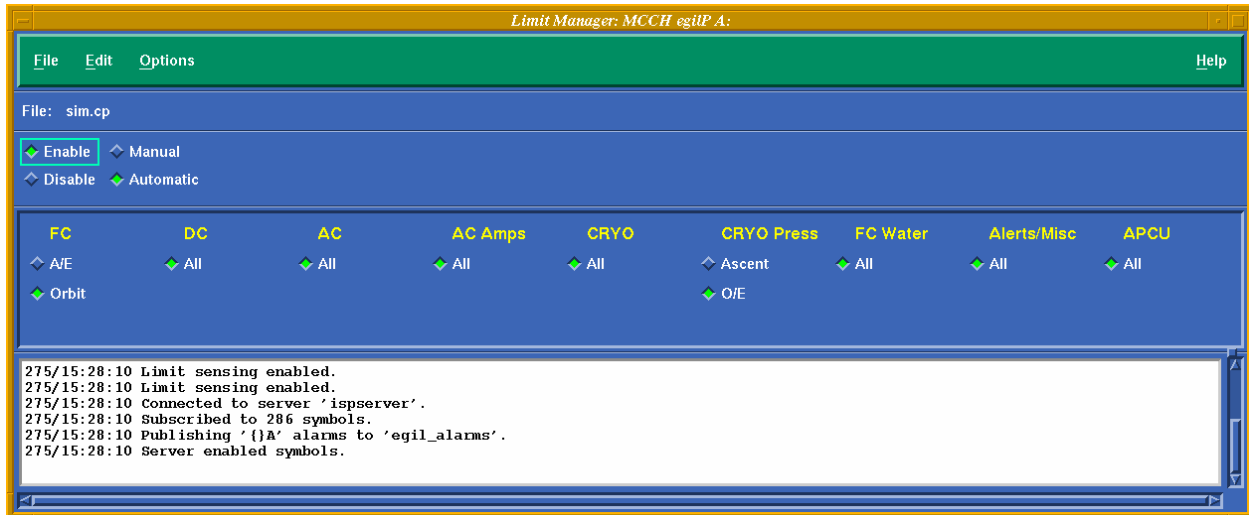 Limit Manager: MCCH egilP A:
File Edit Options Help
File: sim.cp
Enable Manual
Disable Automatic
FC DC AC AC Amps CRYO CRYO Press FC Water Alerts/Misc APCU
A/E All All All All Ascent All All All
Orbit O/E
275/15:28:10 Limit sensing enabled.
275/15:28:10 Limit sensing enabled.
275/15:28:10 Connected to server 'ispserver'.
275/15:28:10 Subscribed to 286 symbols.
275/15:28:10 Publishing '{}A' alarms to 'egil_alarms'.
275/15:28:10 Server enabled symbols.